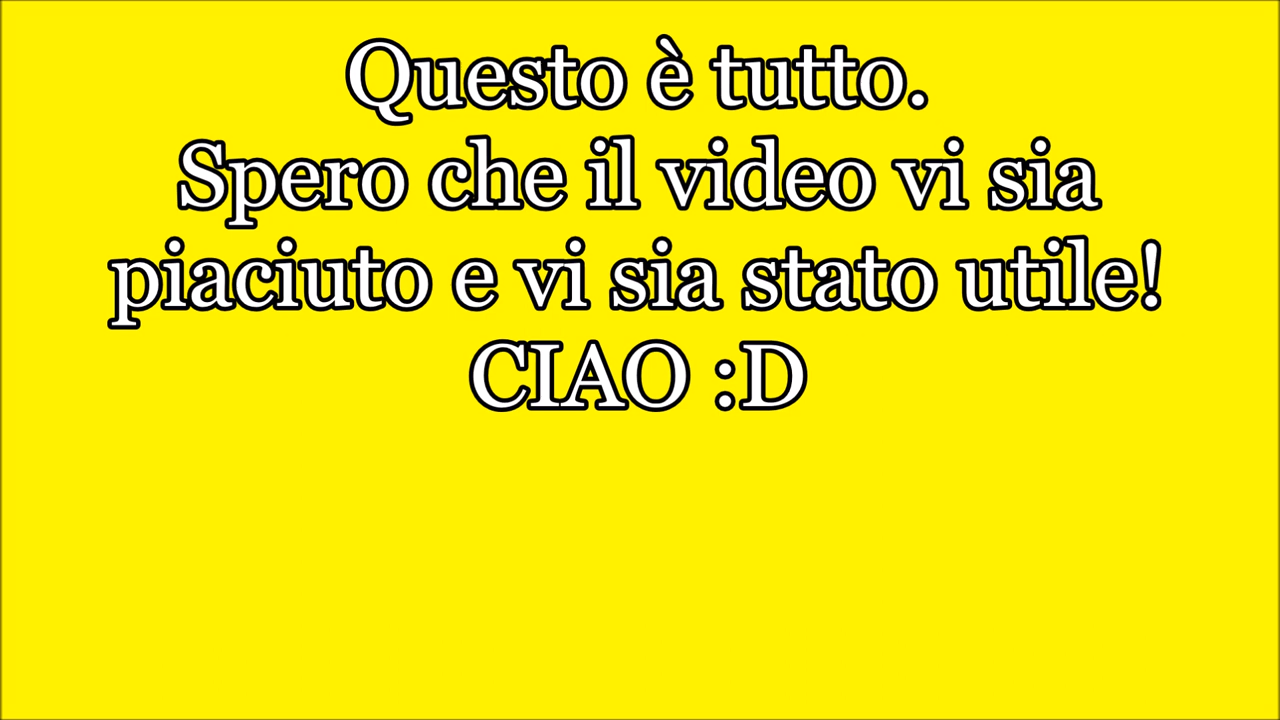 Questo è tutto.
Spero che il video vi sia
piaciuto e vi sia stato utile!
CIAO :D